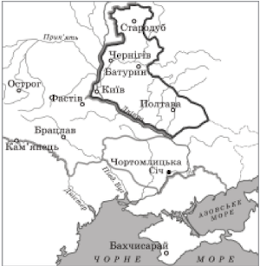 Стародуб
Прип'ять
Чернігів
Батурин
Острог
Київ
Фастів
Полтава
Дніпро
Брацлав
Кам'янець
Чортомлицька
Січ
Півд. Буг
Дністер
АЗОВСЬКЕ
МОРЕ
Бахчисарай
ЧОРНЕ МОРЕ